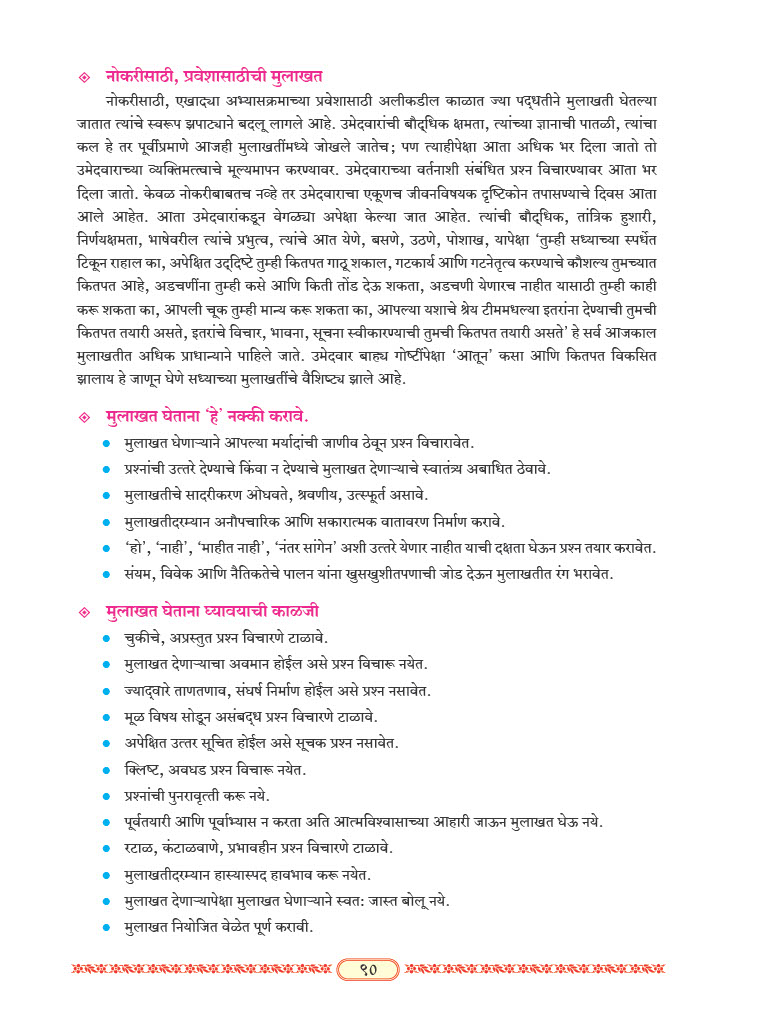 नोकरीसाठी, प्रवेशासाठीची मुलाखत
नोकरीसाठी, एखाद्या अभ्यासक्रमाच्या प्रवेशासाठी अलीकडील काळात ज्या पद्धतीने मुलाखती घेतल्या
जातात त्यांचे स्वरूप झपाट्याने बदलू लागले आहे. उमेदवारांची बौद्धिक क्षमता, त्यांच्या ज्ञानाची पातळी, त्यांचा
कल हे तर पूर्वीप्रमाणे आजही मुलाखतींमध्ये जोखले जातेच; पण त्याहीपेक्षा आता अधिक भर दिला जातो तो
उमेदवाराच्या व्यक्तिमत्त्वाचे मूल्यमापन करण्यावर. उमेदवाराच्या वर्तनाशी संबंधित प्रश्न विचारण्यावर आता भर
दिला जातो. केवळ नोकरीबाबतच नव्हे तर उमेदवाराचा एकूणच जीवनविषयक दृष्टिकोन तपासण्याचे दिवस आता
आले आहेत. आता उमेदवारांकडून वेगळ्या अपेक्षा केल्या जात आहेत. त्यांची बौद्धिक, तांत्रिक हुशारी,
निर्णयक्षमता, भाषेवरील त्यांचे प्रभुत्व, त्यांचे आत येणे, बसणे, उठणे, पोशाख, यापेक्षा ‘तुम्ही सध्याच्या स्पर्धेत
टिकून राहाल का, अपेक्षित उद्दिष्टे तुम्ही कितपत गाठू शकाल, गटकार्य आणि गटनेतृत्व करण्याचे कौशल्य तुमच्यात
कितपत आहे, अडचणींना तुम्ही कसे आणि किती तोंड देऊ शकता, अडचणी येणारच नाहीत यासाठी तुम्ही काही
करू शकता का, आपली चूक तुम्ही मान्य करू शकता का, आपल्या यशाचे श्रेय टीममधल्या इतरांना देण्याची तुमची
कितपत तयारी असते, इतरांचे विचार, भावना, सूचना स्वीकारण्याची तुमची कितपत तयारी असते’ हे सर्व आजकाल
मुलाखतीत अधिक प्राधान्याने पाहिले जाते. उमेदवार बाह्य गोष्टींपेक्षा ‘आतून’ कसा आणि कितपत विकसित
झालाय हे जाणून घेणे सध्याच्या मुलाखतींचे वैशिष्ट्य झाले आहे.
मुलाखत घेताना ‘हे’ नक्की करावे.
मुलाखत घेणाऱ्याने आपल्या मर्यादांची जाणीव ठेवून प्रश्न विचारावेत.
प्रश्नांची उत्तरे देण्याचे किंवा न देण्याचे मुलाखत देणाऱ्याचे स्वातंत्र्य अबाधित ठेवावे.
मुलाखतीचे सादरीकरण ओघवते, श्रवणीय, उत्स्फूर्त असावे.
मुलाखतीदरम्यान अनौपचारिक आणि सकारात्मक वातावरण निर्माण करावे.
‘हो’, ‘नाही’, ‘माहीत नाही’, ‘नंतर सांगेन’ अशी उत्तरे येणार नाहीत याची दक्षता घेऊन प्रश्न तयार करावेत.
संयम, विवेक आणि नैतिकतेचे पालन यांना खुसखुशीतपणाची जोड देऊन मुलाखतीत रंग भरावेत.
मुलाखत घेताना घ्यावयाची काळजी
चुकीचे, अप्रस्तुत प्रश्न विचारणे टाळावे.
मुलाखत देणाऱ्याचा अवमान होईल असे प्रश्न विचारू नयेत.
ज्याद्वारे ताणतणाव, संघर्ष निर्माण होईल असे प्रश्न नसावेत.
मूळ विषय सोडून असंबद्ध प्रश्न विचारणे टाळावे.
अपेक्षित उत्तर सूचित होईल असे सूचक प्रश्न नसावेत.
क्लिष्ट, अवघड प्रश्न विचारू नयेत.
प्रश्नांची पुनरावृत्ती करू नये.
पूर्वतयारी आणि पूर्वाभ्यास न करता अति आत्मविश्वासाच्या आहारी जाऊन मुलाखत घेऊ नये.
रटाळ, कंटाळवाणे, प्रभावहीन प्रश्न विचारणे टाळावे.
मुलाखतीदरम्यान हास्यास्पद हावभाव करू नयेत.
मुलाखत देणाऱ्यापेक्षा मुलाखत घेणाऱ्याने स्वतः जास्त बोलू नये.
मुलाखत नियोजित वेळेत पूर्ण करावी.
९०